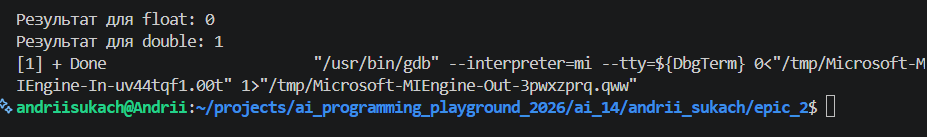 Результат для float: 0
Результат для double: 1
[1] + Done                 "/usr/bin/gdb" --interpreter=mi --tty=${DbgTerm} 0<"/tmp/Microsoft-M
IEngine-In-uv44tqf1.00t" 1>"/tmp/Microsoft-MIEngine-Out-3pwxzprq.qww"
andriisukach@Andrii:~/projects/ai_programming_playground_2026/ai_14/andrii_sukach/epic_2$